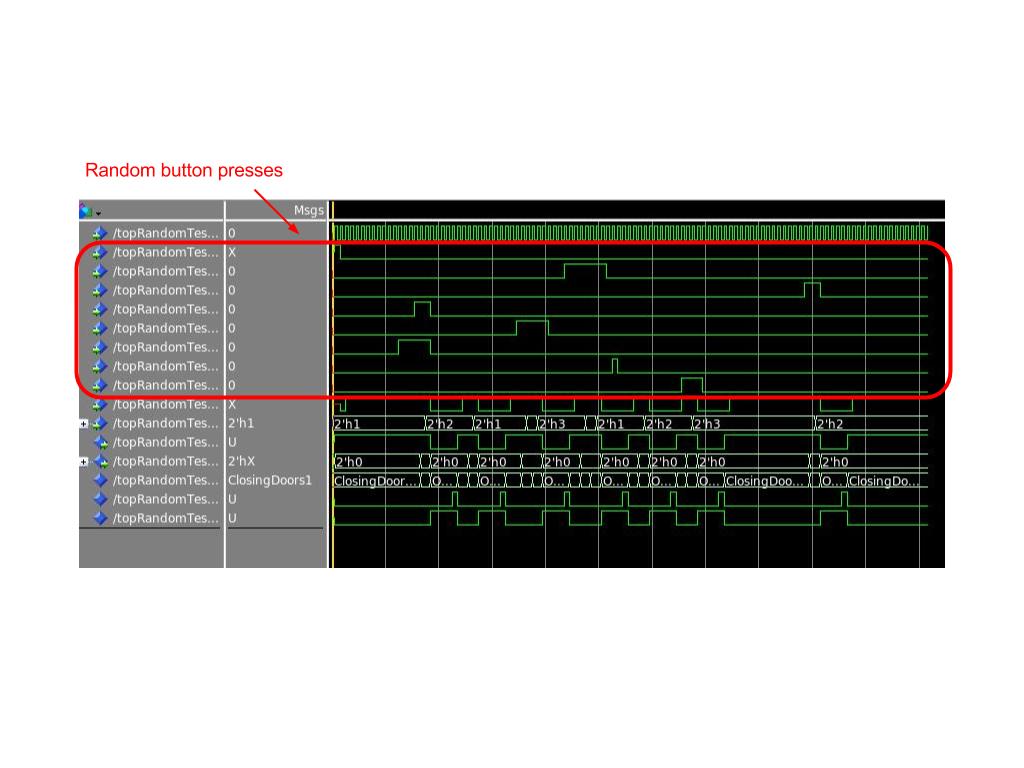 Random button presses
Msgs
/topRandomTes... 0
/topRandomTes... X
/topRandomTes... 0
/topRandomTes... 0
/topRandomTes... 0
/topRandomTes... 0
/topRandomTes... 0
/topRandomTes... 0
/topRandomTes... 0
/topRandomTes... X
/topRandomTes... 2'h1 2'h1 2'h2 2'h1 2'h3 2'h1 2'h2 2'h3 2'h2
/topRandomTes... U
/topRandomTes... 2'hX 2'h0 2'h0 2'h0 2'h0 2'h0 2'h0 2'h0 2'h0
/topRandomTes... ClosingDoors1 ClosingDoor... O... O... O... O... O... O... ClosingDoo... O... ClosingDo...
/topRandomTes... U
/topRandomTes... U